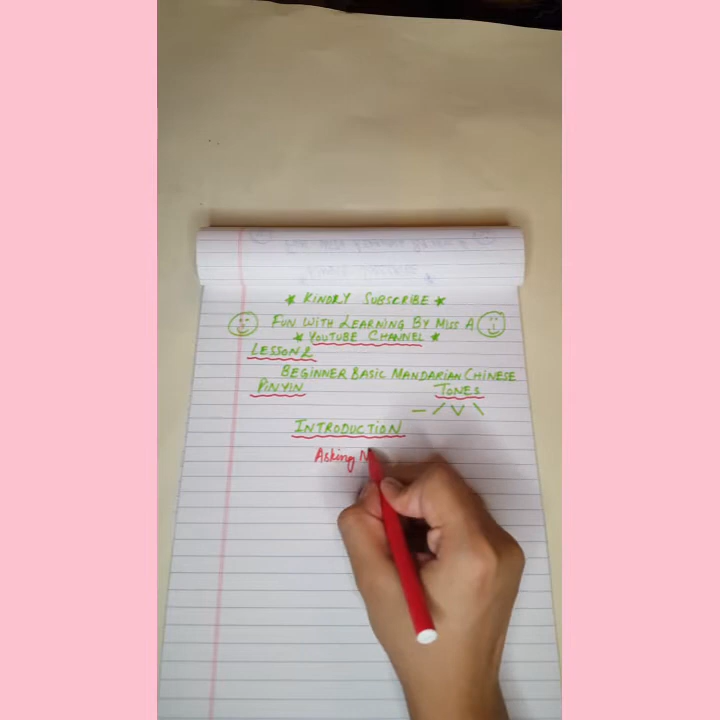 ★ KINDLY SUBSCRIBE ★
FUN WITH LEARNING BY MISS A
★ YOUTUBE CHANNEL ★
LESSON 2
BEGINNER BASIC MANDARIAN CHINESE
PINYIN TONES
— / V \
INTRODUCTION
Asking N